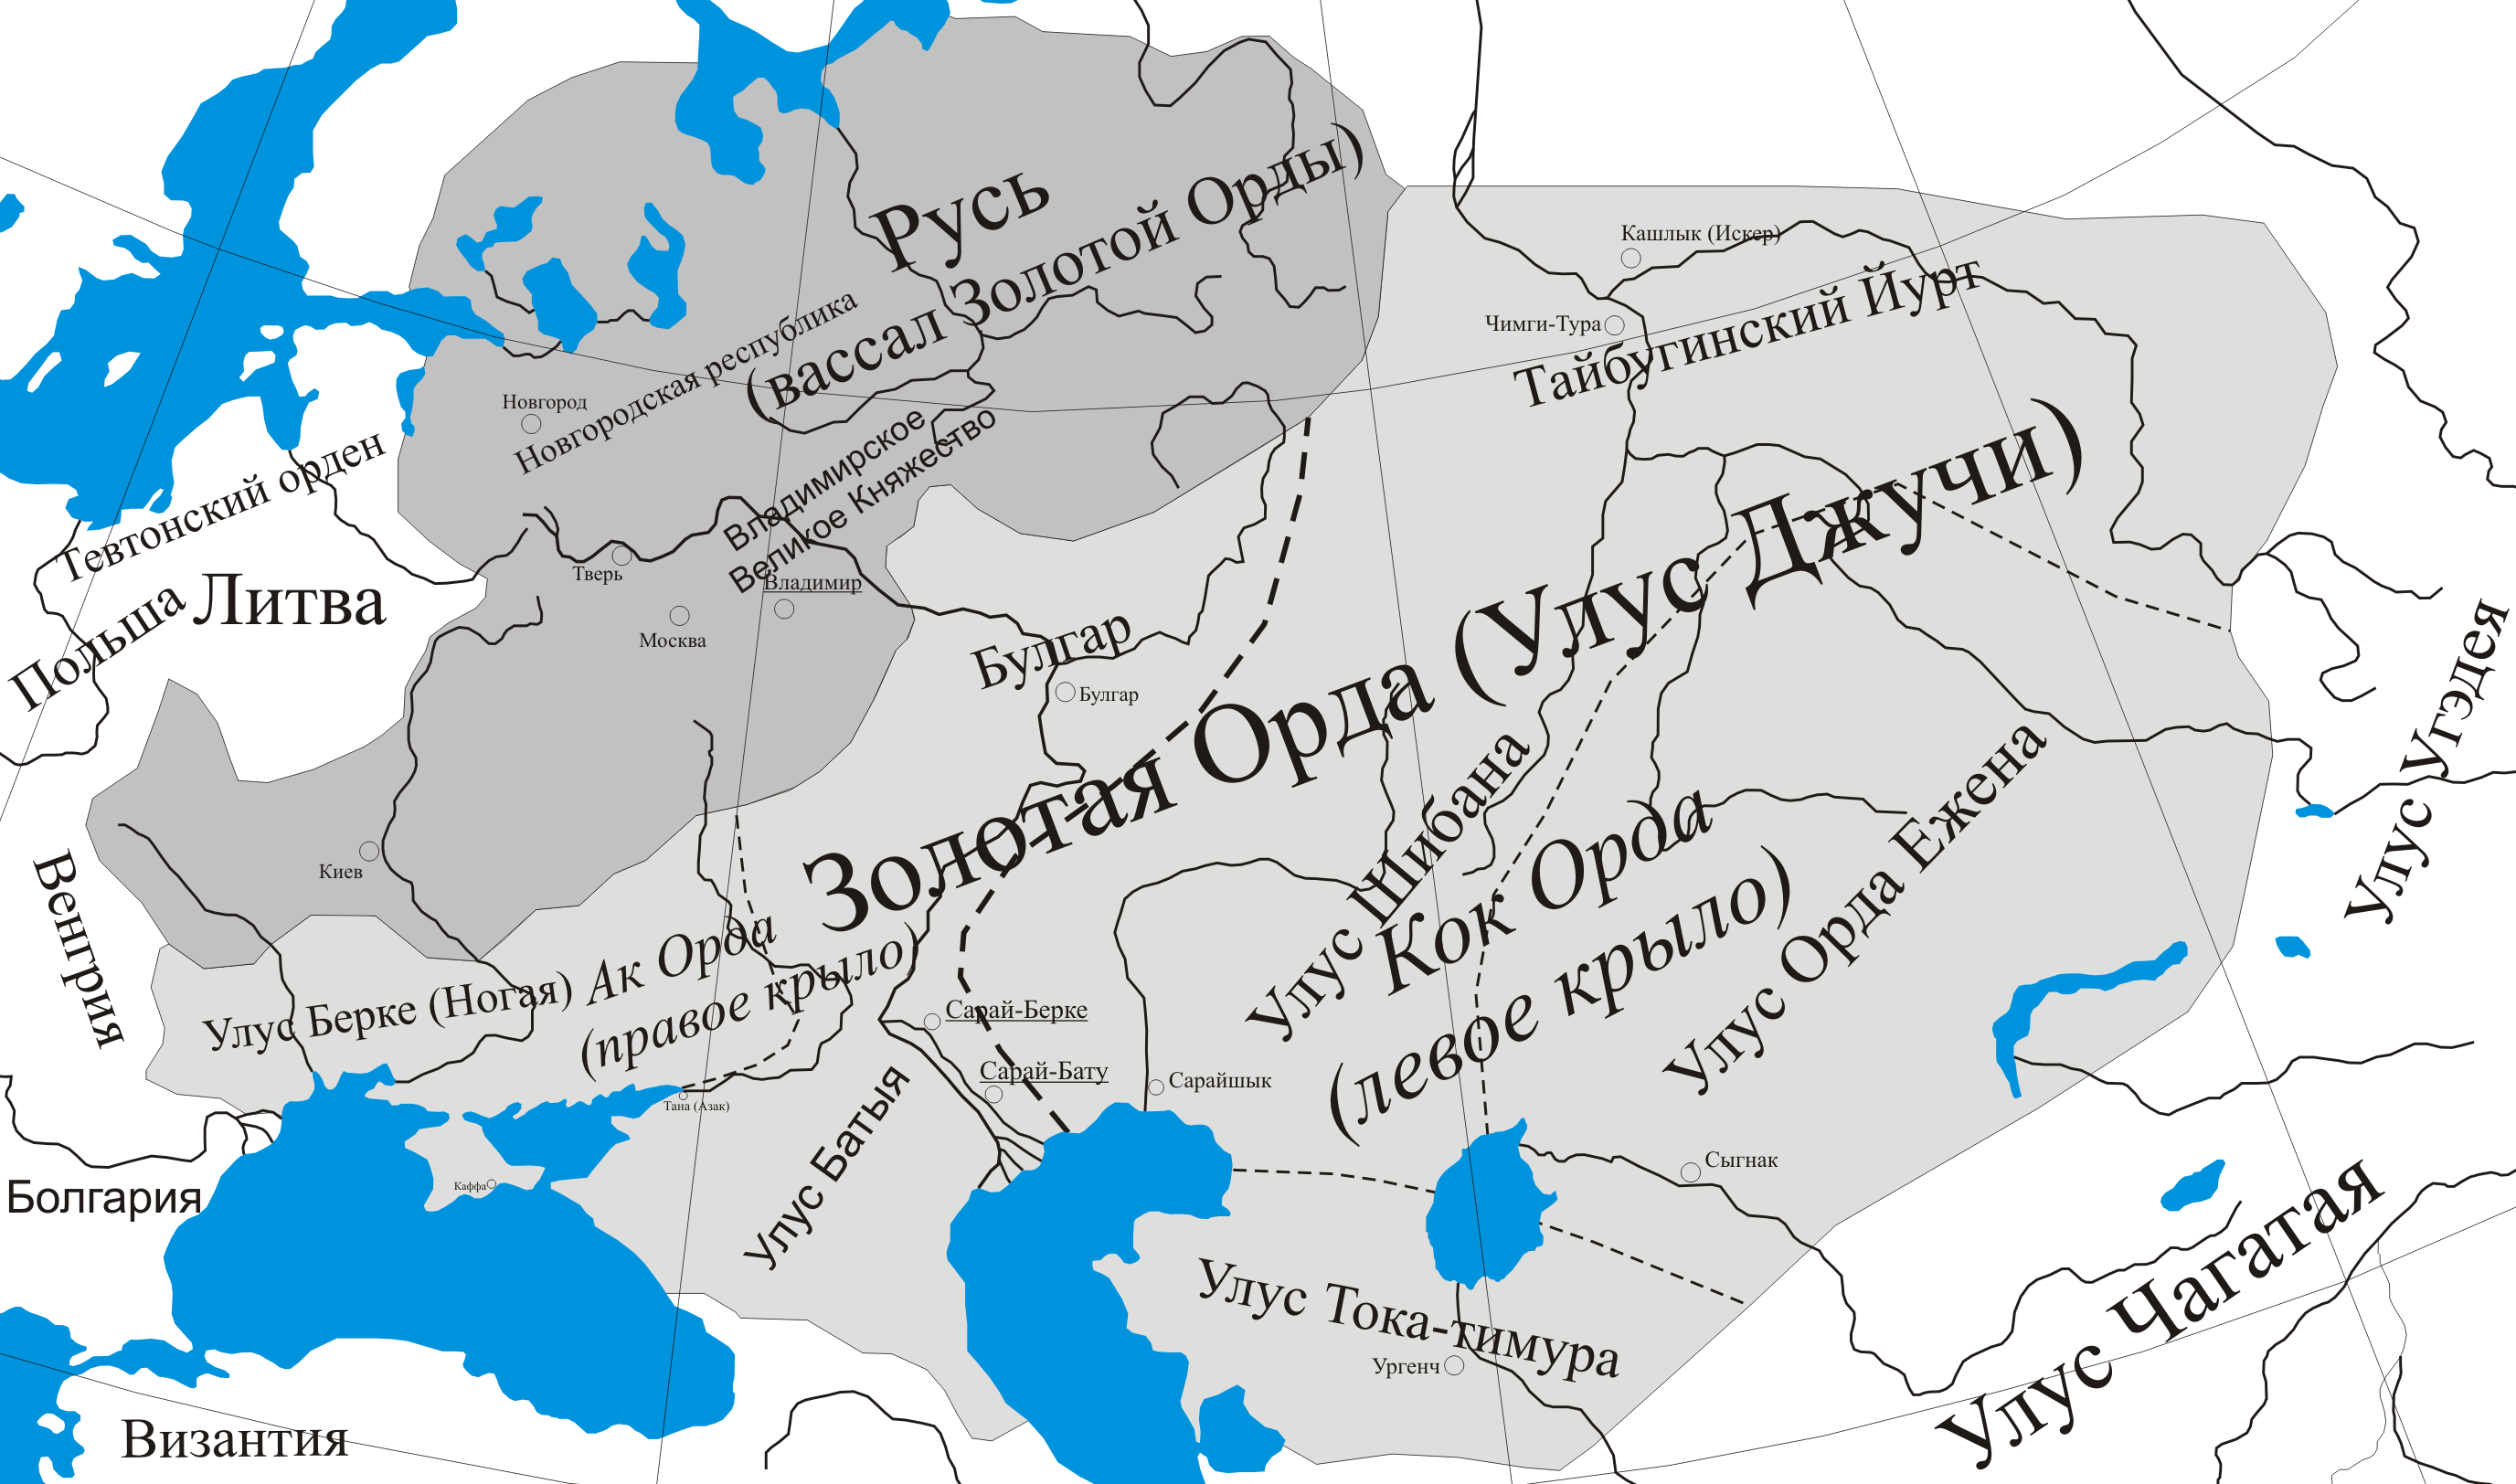 Русь
(вассал Золотой Орды)
Кашлык (Искер)
Чимги-Тура
Тайбугинский Йурт
Новгород
Новгородская республика
Владимирское
Великое Княжество
Тевтонский орден
Тверь
Владимир
Москва
Польша
Литва
Булгар
Булгар
Золотая Орда (Улус Джучи)
Улус Угэдея
Венгрия
Киев
Улус Шибана
Кок Орда
(левое крыло)
Улус Орда Ежена
Улус Берке (Ногая)
Ак Орда
(правое крыло)
Сарай-Берке
Сарай-Бату
Сарайшык
Тана (Азак)
Улус Батыя
Каффа
Болгария
Сыгнак
Улус Тока-тимура
Ургенч
Улус Чагатая
Византия